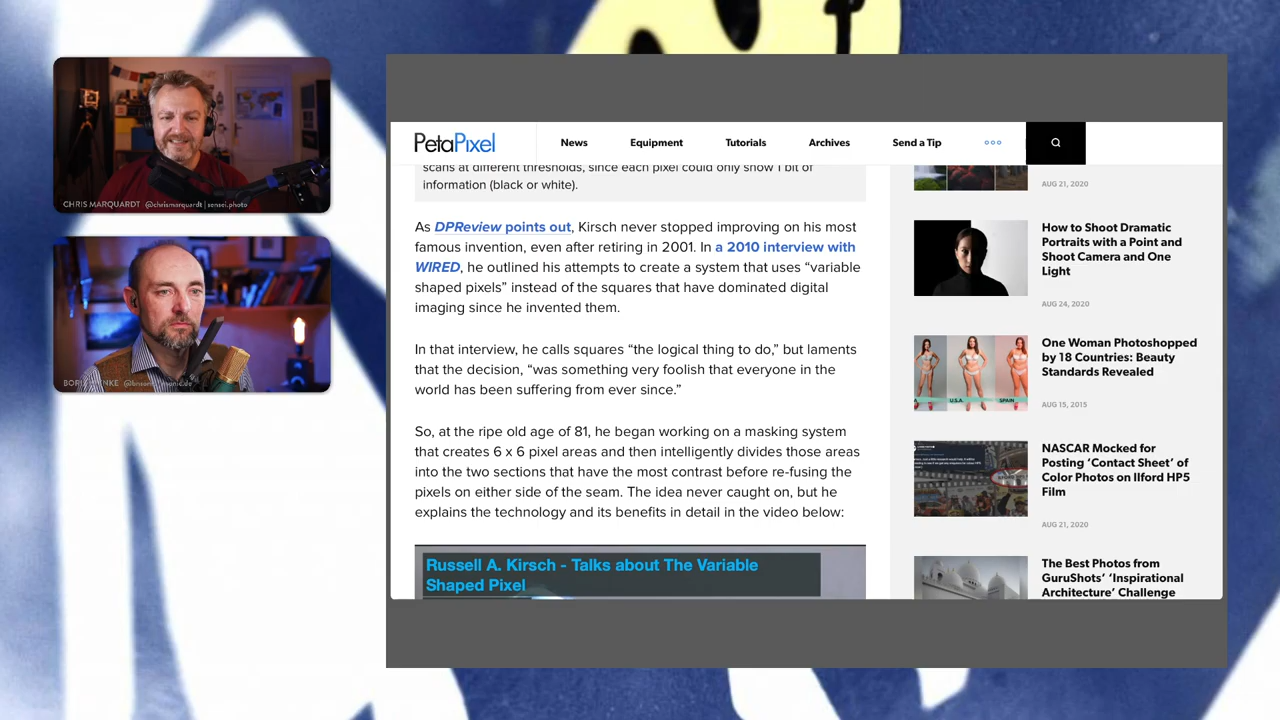 CHRIS MARQUARDT @chrismarquardt | sensei.photo
PetaPixel
News
Equipment
Tutorials
Archives
Send a Tip
scans at different thresholds, since each pixel could only show 1 bit of
information (black or white).
As DPReview points out, Kirsch never stopped improving on his most
famous invention, even after retiring in 2001. In a 2010 interview with
WIRED, he outlined his attempts to create a system that uses “variable
shaped pixels” instead of the squares that have dominated digital
imaging since he invented them.
In that interview, he calls squares “the logical thing to do,” but laments
that the decision, “was something very foolish that everyone in the
world has been suffering from ever since.”
So, at the ripe old age of 81, he began working on a masking system
that creates 6 x 6 pixel areas and then intelligently divides those areas
into the two sections that have the most contrast before re-fusing the
pixels on either side of the seam. The idea never caught on, but he
explains the technology and its benefits in detail in the video below:
Russell A. Kirsch - Talks about The Variable
Shaped Pixel
AUG 21, 2020
How to Shoot Dramatic
Portraits with a Point and
Shoot Camera and One
Light
AUG 24, 2020
One Woman Photoshopped
by 18 Countries: Beauty
Standards Revealed
AUG 15, 2015
U.S.A.
SPAIN
NASCAR Mocked for
Posting ‘Contact Sheet’ of
Color Photos on Ilford HP5
Film
AUG 21, 2020
The Best Photos from
GuruShots’ ‘Inspirational
Architecture’ Challenge